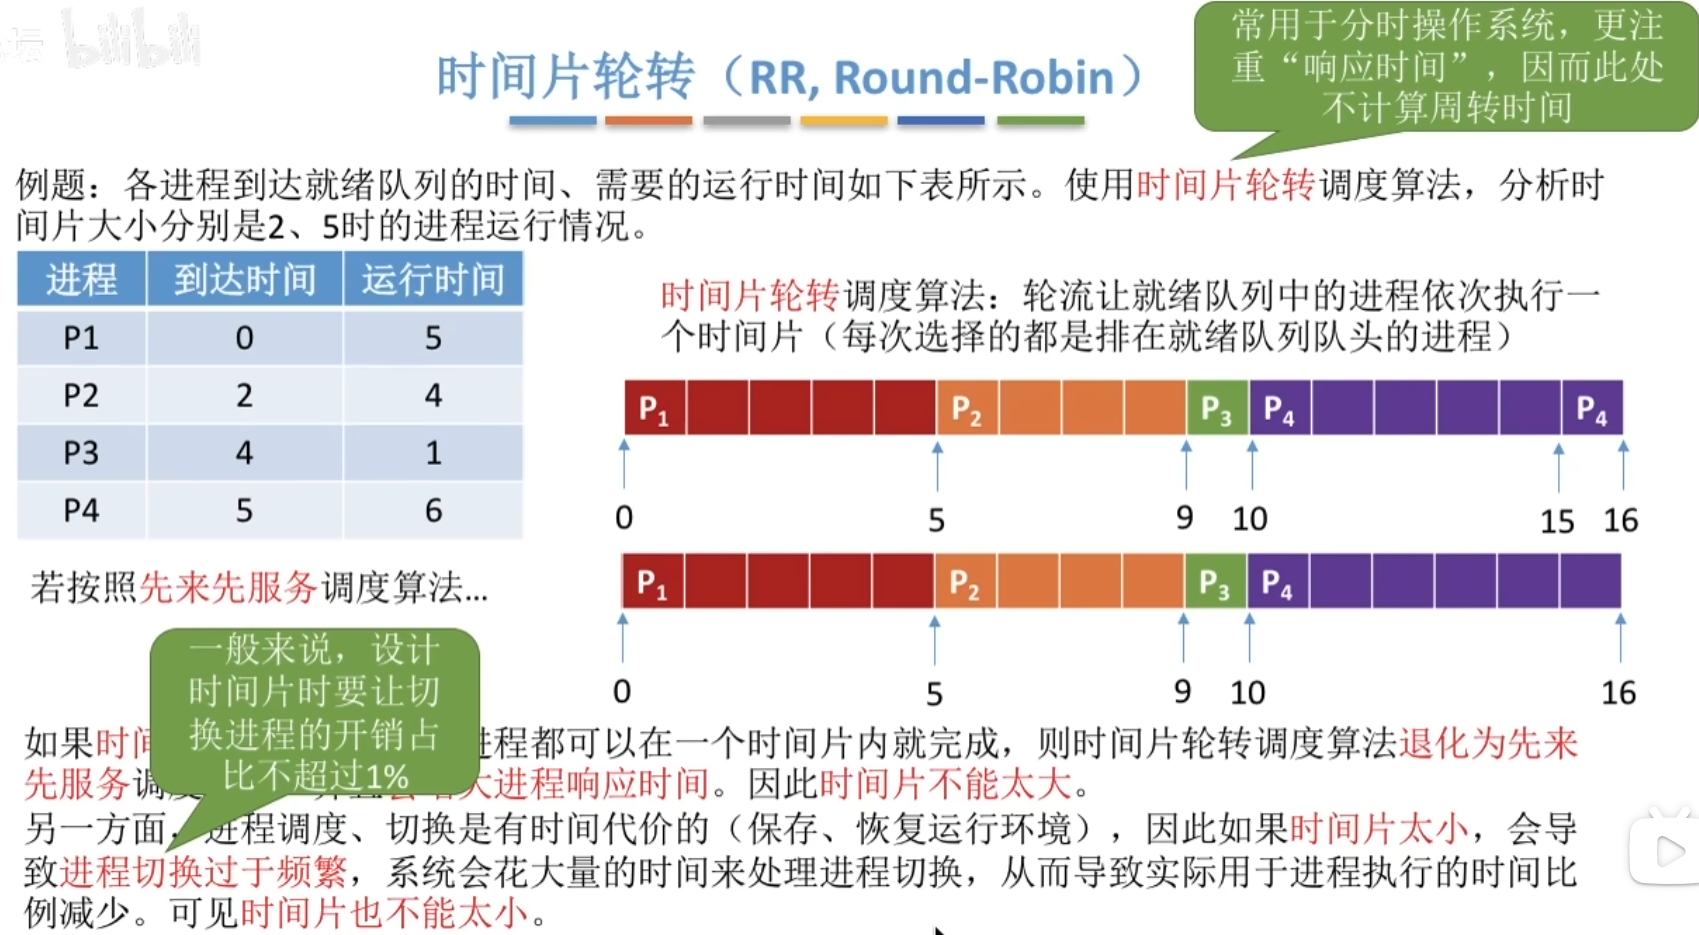 坛 bilibili
时间片轮转（RR, Round-Robin）
常用于分时操作系统，更注
重“响应时间”，因而此处
不计算周转时间
例题：各进程到达就绪队列的时间、需要的运行时间如下表所示。使用时间片轮转调度算法，分析时
间片大小分别是2、5时的进程运行情况。
进程 到达时间 运行时间
P1 0 5
P2 2 4
P3 4 1
P4 5 6
时间片轮转调度算法：轮流让就绪队列中的进程依次执行一
个时间片（每次选择的都是排在就绪队列队头的进程）
P1 P2 P3 P4 P4
0 5 9 10 15 16
若按照先来先服务调度算法...
P1 P2 P3 P4
0 5 9 10 16
一般来说，设计
时间片时要让切
换进程的开销占
比不超过1%
如果时间 进程都可以在一个时间片内就完成，则时间片轮转调度算法退化为先来
先服务调 大进程响应时间。因此时间片不能太大。
另一方面，进程调度、切换是有时间代价的（保存、恢复运行环境），因此如果时间片太小，会导
致进程切换过于频繁，系统会花大量的时间来处理进程切换，从而导致实际用于进程执行的时间比
例减少。可见时间片也不能太小。